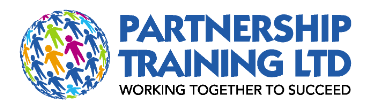 PARTNERSHIP
TRAINING LTD
WORKING TOGETHER TO SUCCEED